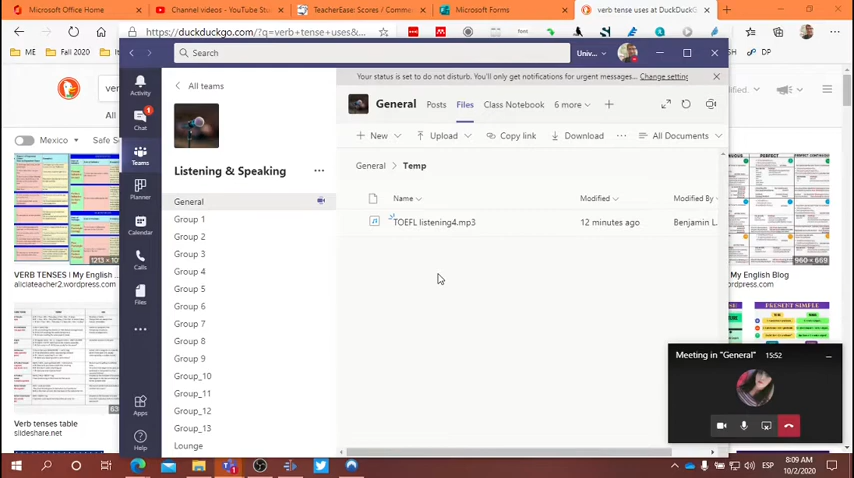 Microsoft Office Home
Channel videos - YouTube Stu
TeacherEase: Scores / Comme
Microsoft Forms
verb tense uses at DuckDuckG
https://duckduckgo.com/?q=verb+tense+uses&
ME
Fall 2020
DP
Search
Univ...
Your status is set to do not disturb. You'll only get notifications for urgent messages... Change setting
Activity
Chat
1
Teams
Planner
Calendar
Calls
Files
Apps
Help
All teams
Listening & Speaking
General
Group 1
Group 2
Group 3
Group 4
Group 5
Group 6
Group 7
Group 8
Group 9
Group_10
Group_11
Group_12
Group_13
Lounge
General
Posts
Files
Class Notebook
6 more
New
Upload
Copy link
Download
All Documents
General
Temp
Name
Modified
Modified By
TOEFL listening4.mp3
12 minutes ago
Benjamin L.
Mexico
Safe S
VERB TENSES | My English ...
aliciateacher2.wordpress.com
Verb tenses table
slideshare.net
960 × 669
My English Blog
wordpress.com
PRESENT SIMPLE
Meeting in "General"
15:52
ESP
8:09 AM
10/2/2020